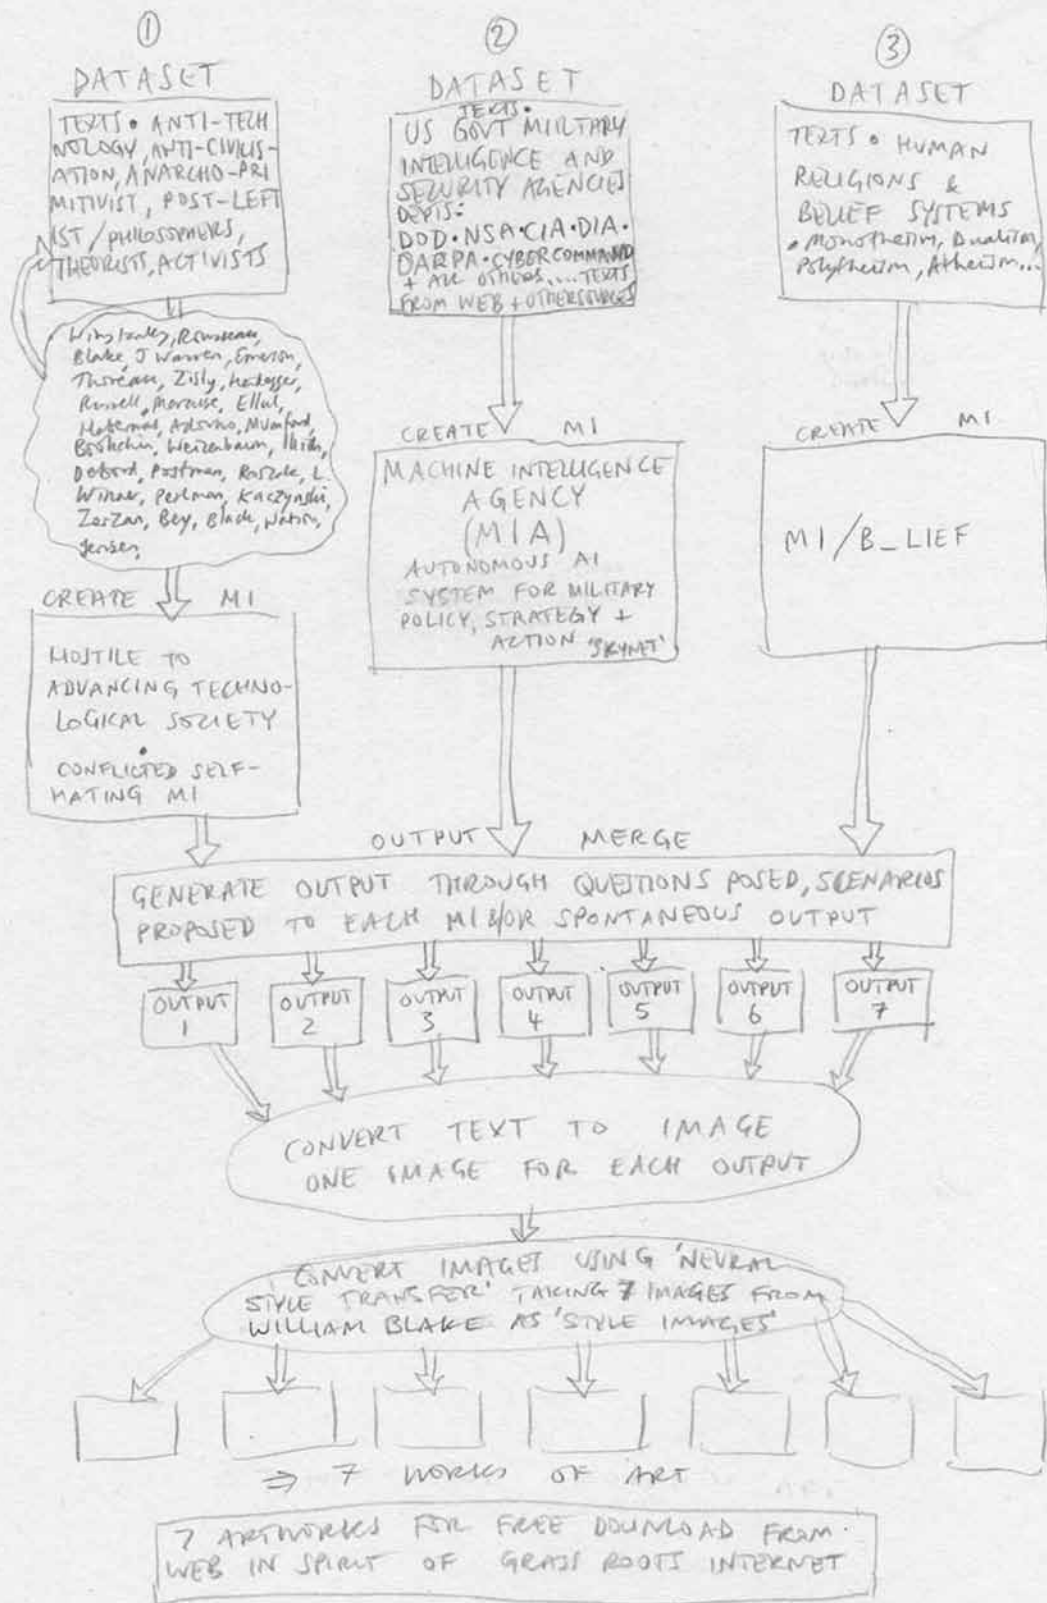 ①
DATASET
TEXTS • ANTI-TECH
NOLOGY, ANTI-CIVILIS-
ATION, ANARCHO-PRI
MITIVIST, POST-LEFT
IST/PHILOSOPHERS,
THEORISTS, ACTIVISTS
Winstanley, Rousseau,
Blake, J Warren, Emerson,
Thoreau, Zisly, Heidegger,
Russell, Marcuse, Ellul,
Adorno, Mumford,
Bookchin, Weizenbaum, Illich,
Debord, Postman, Roszak, L.
Winner, Perlman, Kaczynski,
Zerzan, Bey, Black, Watson,
Jensen,
CREATE MI
HOSTILE TO
ADVANCING TECHNO-
LOGICAL SOCIETY
•
CONFLICTED SELF-
HATING MI
②
DATASET
TEXTS •
US GOVT MILITARY
INTELLIGENCE AND
SECURITY AGENCIES
DEPTS:
DOD • NSA • CIA • DIA •
DARPA • CYBERCOMMAND
+ ALL OTHERS.... TEXTS
FROM WEB + OTHERSOURCES
CREATE MI
MACHINE INTELLIGENCE
AGENCY
(MIA)
AUTONOMOUS AI
SYSTEM FOR MILITARY
POLICY, STRATEGY +
ACTION 'SKYNET'
③
DATASET
TEXTS • HUMAN
RELIGIONS &
BELIEF SYSTEMS
• Monotheism, Dualism,
Polytheism, Atheism...
CREATE MI
MI/B_LIEF
OUTPUT MERGE
GENERATE OUTPUT THROUGH QUESTIONS POSED, SCENARIOS
PROPOSED TO EACH MI &/OR SPONTANEOUS OUTPUT
OUTPUT
1
OUTPUT
2
OUTPUT
3
OUTPUT
4
OUTPUT
5
OUTPUT
6
OUTPUT
7
CONVERT TEXT TO IMAGE
ONE IMAGE FOR EACH OUTPUT
CONVERT IMAGES USING 'NEURAL
STYLE TRANSFER' TAKING 7 IMAGES FROM
WILLIAM BLAKE AS 'STYLE IMAGES'
⇒ 7 WORKS OF ART
7 ARTWORKS FOR FREE DOWNLOAD FROM
WEB IN SPIRIT OF GRASS ROOTS INTERNET